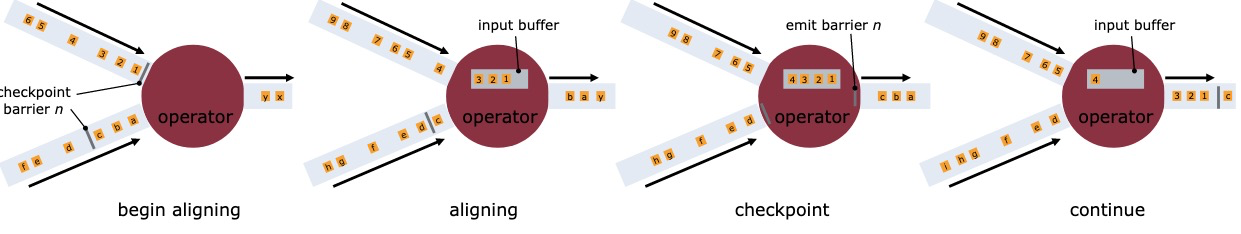 6 5 4 3 2 1
checkpoint
barrier n
f e d c b a
operator
y x
begin aligning
9 8 7 6 5 4
input buffer
3 2 1
h g f e d c
operator
b a y
aligning
9 8 7 6 5
emit barrier n
4 3 2 1
h g f e d
operator
c b a
checkpoint
9 8 7 6 5
input buffer
4
h g f e d
operator
3 2 1 c
continue